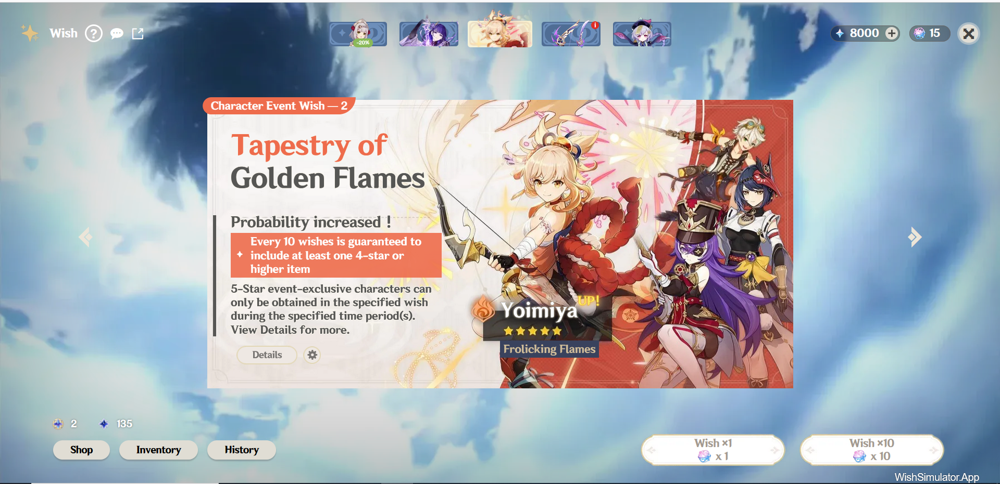 Wish
?
-20%
i
8000
15
Character Event Wish — 2
Tapestry of
Golden Flames
Probability increased !
Every 10 wishes is guaranteed to
include at least one 4-star or
higher item
5-Star event-exclusive characters can
only be obtained in the specified wish
during the specified time period(s).
View Details for more.
Details
Yoimiya
UP!
Frolicking Flames
2
135
Shop
Inventory
History
Wish ×1
x 1
Wish ×10
x 10
WishSimulator.App